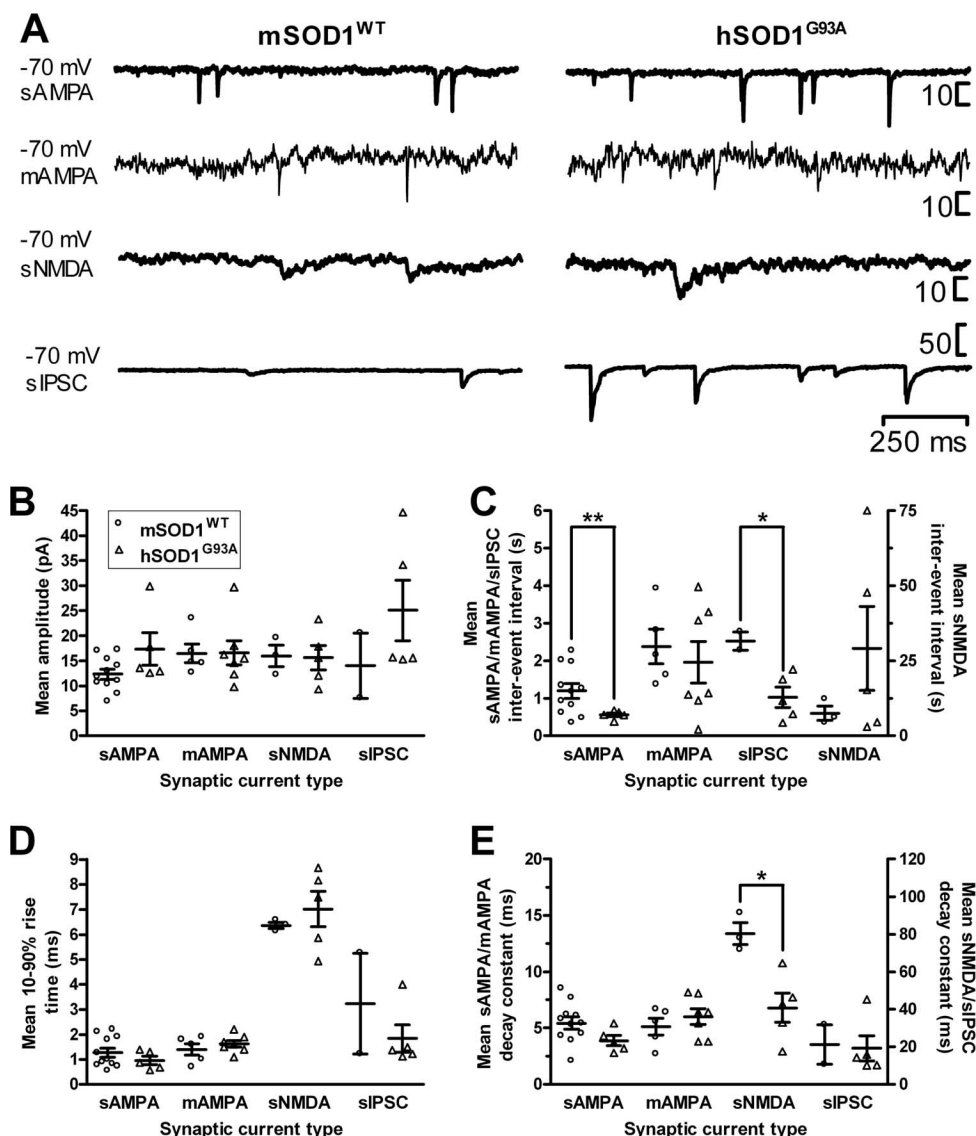 A
mSOD1WT
hSOD1G93A
-70 mV
sAMPA
10
-70 mV
mAMPA
10
-70 mV
sNMDA
10
50
-70 mV
sIPSC
250 ms
B
Mean amplitude (pA)
45
40
35
30
25
20
15
10
5
0
mSOD1WT
hSOD1G93A
sAMPA mAMPA sNMDA sIPSC
Synaptic current type
C
Mean
sAMPA/mAMPA/sIPSC
inter-event interval (s)
6
5
4
3
2
1
0
**
*
75
50
25
0
Mean sNMDA
inter-event interval (s)
sAMPA mAMPA sIPSC sNMDA
Synaptic current type
D
Mean 10-90% rise
time (ms)
9
8
7
6
5
4
3
2
1
0
sAMPA mAMPA sNMDA sIPSC
Synaptic current type
E
Mean sAMPA/mAMPA
decay constant (ms)
20
15
10
5
0
*
120
100
80
60
40
20
0
Mean sNMDA/sIPSC
decay constant
(ms)
sAMPA mAMPA sNMDA sIPSC
Synaptic current type